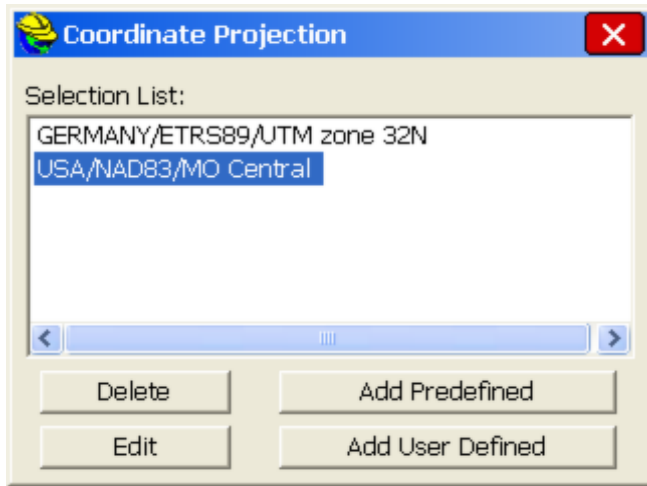 Coordinate Projection
Selection List:
GERMANY/ETRS89/UTM zone 32N
USA/NAD83/MO Central
Delete
Add Predefined
Edit
Add User Defined